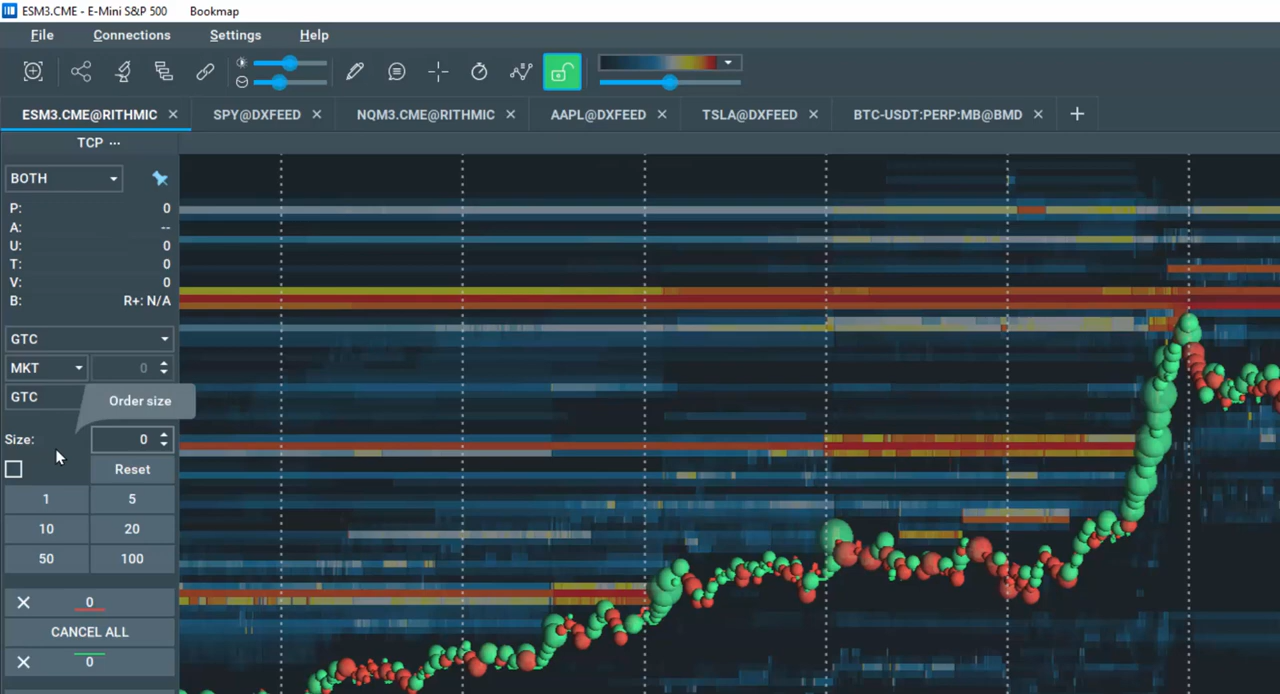 ESM3.CME - E-Mini S&P 500 Bookmap
File Connections Settings Help
ESM3.CME@RITHMIC SPY@DXFEED NQM3.CME@RITHMIC AAPL@DXFEED TSLA@DXFEED BTC-USDT:PERP:MB@BMD
TCP ...
BOTH
P: 0
A: --
U: 0
T: 0
V: 0
B: R+: N/A
GTC
MKT 0
GTC
Order size
Size: 0
Reset
1 5
10 20
50 100
0
CANCEL ALL
0